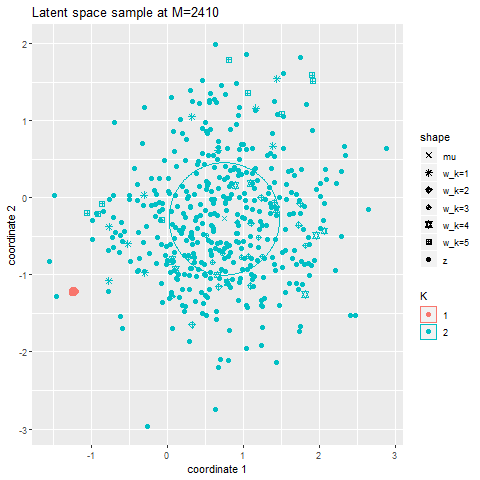 Latent space sample at M=2410
coordinate 2
2
1
0
-1
-2
-3
-1
0
1
2
3
coordinate 1
shape
mu
w_k=1
w_k=2
w_k=3
w_k=4
w_k=5
z
K
1
2